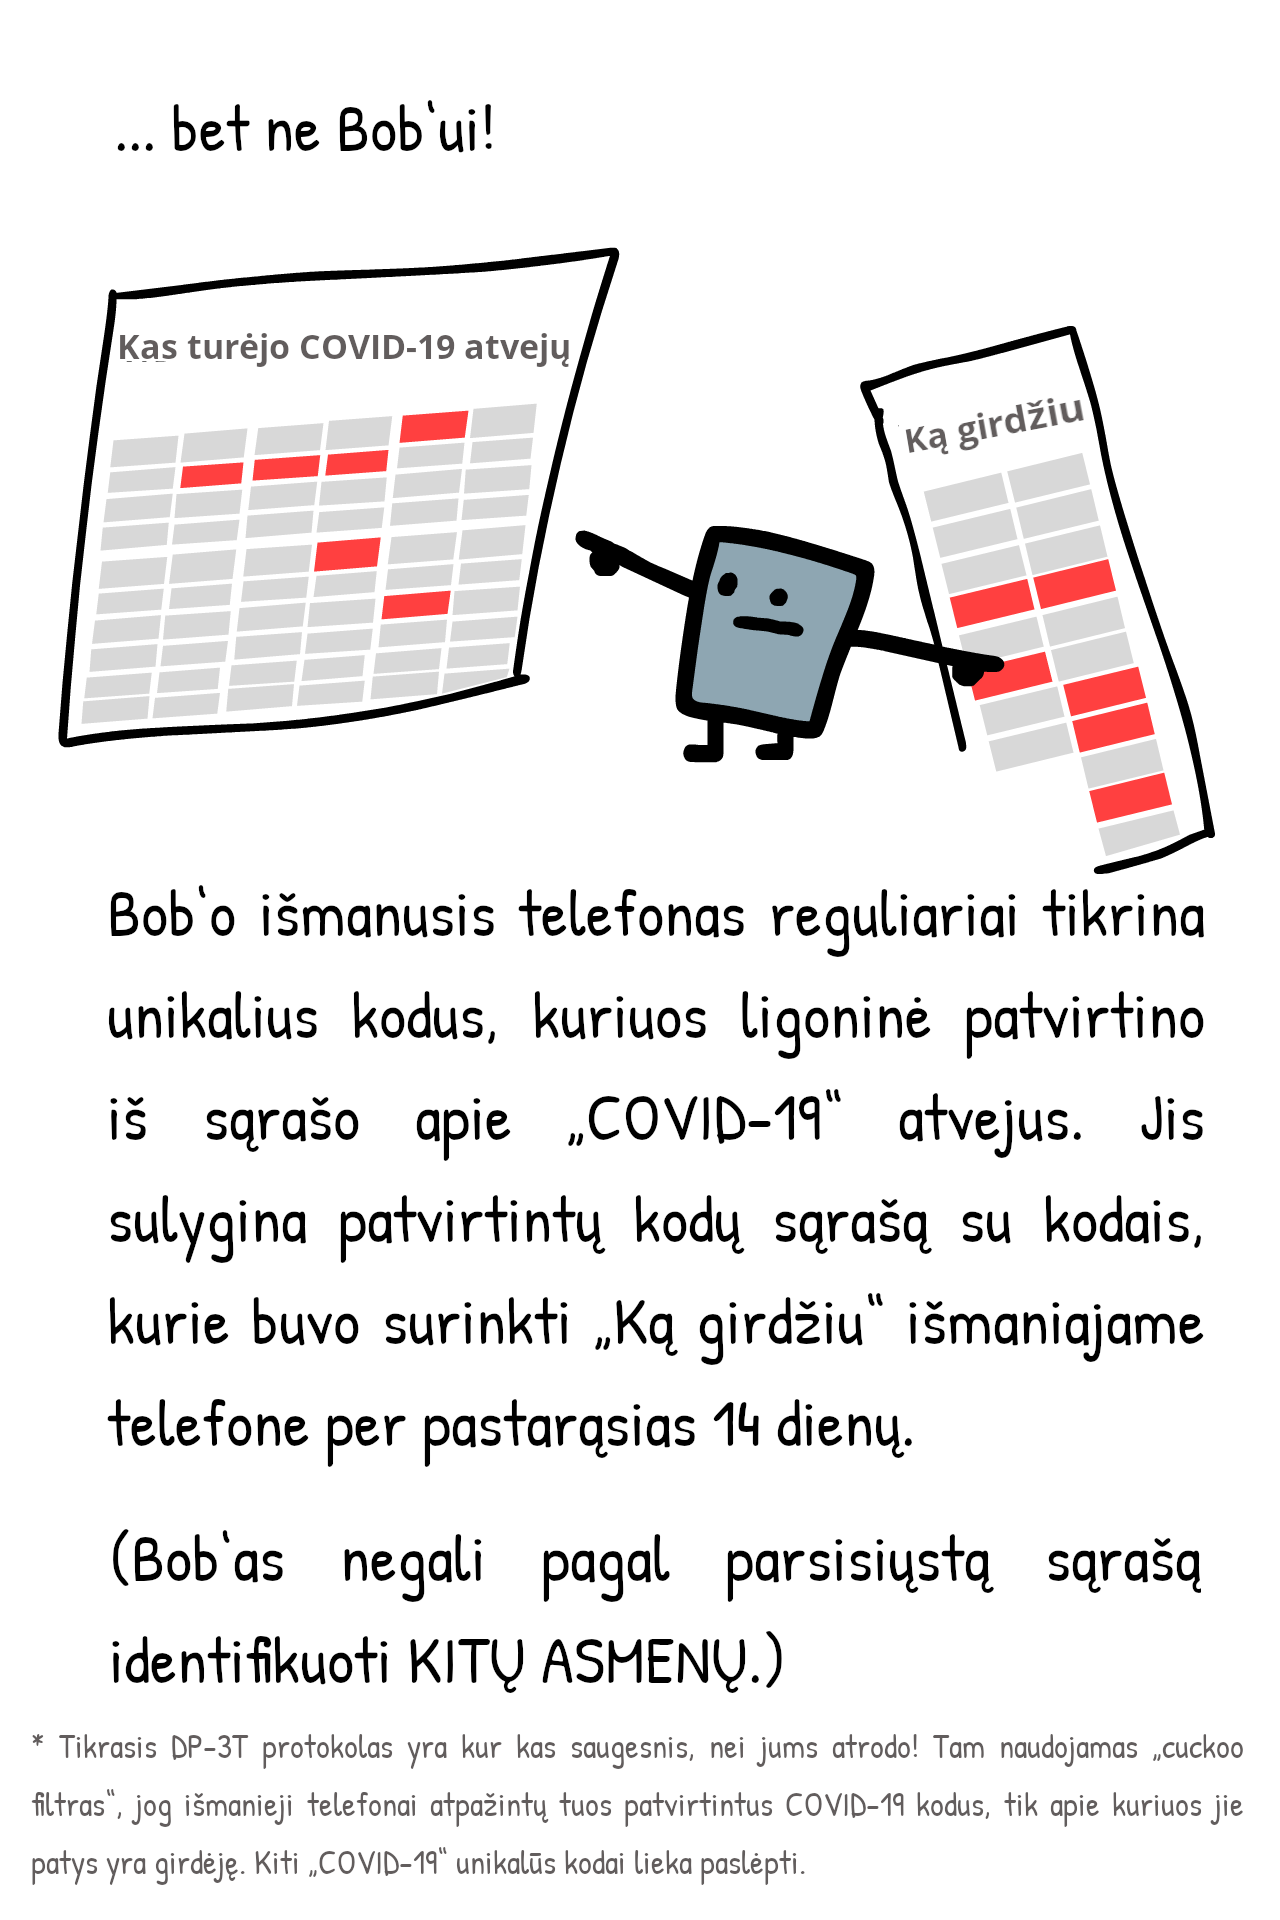 ... bet ne Bob‘ui!
Kas turėjo COVID-19 atvejų
Ką girdžiu
Bob‘o išmanusis telefonas reguliariai tikrina
unikalius kodus, kuriuos ligoninė patvirtino
iš sąrašo apie „COVID-19“ atvejus. Jis
sulygina patvirtintų kodų sąrašą su kodais,
kurie buvo surinkti „Ką girdžiu“ išmaniajame
telefone per pastarąsias 14 dienų.
(Bob‘as negali pagal parsisiųstą sąrašą
identifikuoti KITŲ ASMENŲ.)
* Tikrasis DP-3T protokolas yra kur kas saugesnis, nei jums atrodo! Tam naudojamas „cuckoo
filtras“, jog išmanieji telefonai atpažintų tuos patvirtintus COVID-19 kodus, tik apie kuriuos jie
patys yra girdėję. Kiti „COVID-19“ unikalūs kodai lieka paslėpti.